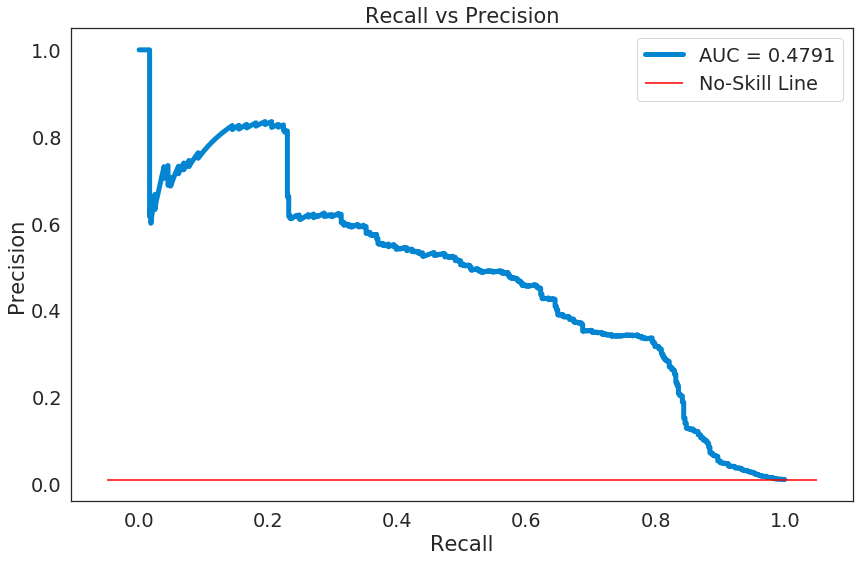 Recall vs Precision
AUC = 0.4791
No-Skill Line
Precision
1.0
0.8
0.6
0.4
0.2
0.0
0.0 0.2 0.4 0.6 0.8 1.0
Recall